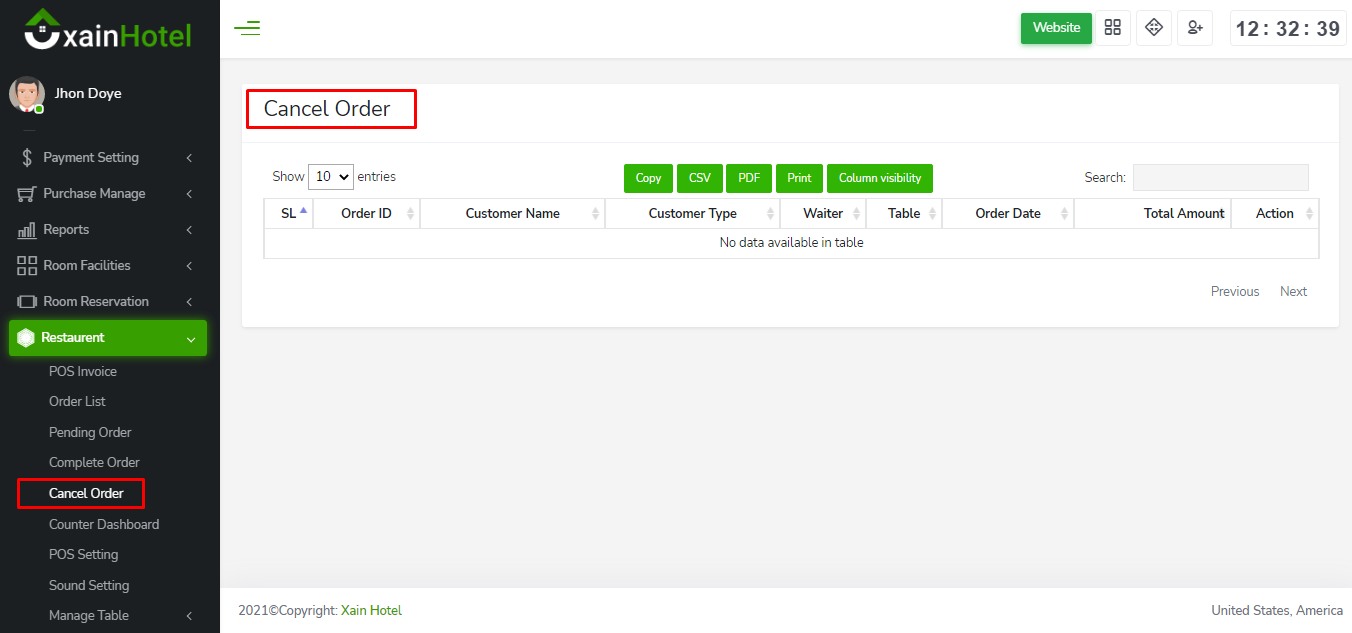 xainHotel
Jhon Doye
Payment Setting
Purchase Manage
Reports
Room Facilities
Room Reservation
Restaurent
POS Invoice
Order List
Pending Order
Complete Order
Cancel Order
Counter Dashboard
POS Setting
Sound Setting
Manage Table
Website
12: 32: 39
Cancel Order
Show 10 entries
Copy CSV PDF Print Column visibility
Search:
SL Order ID Customer Name Customer Type Waiter Table Order Date Total Amount Action
No data available in table
Previous Next
2021©Copyright: Xain Hotel
United States, America